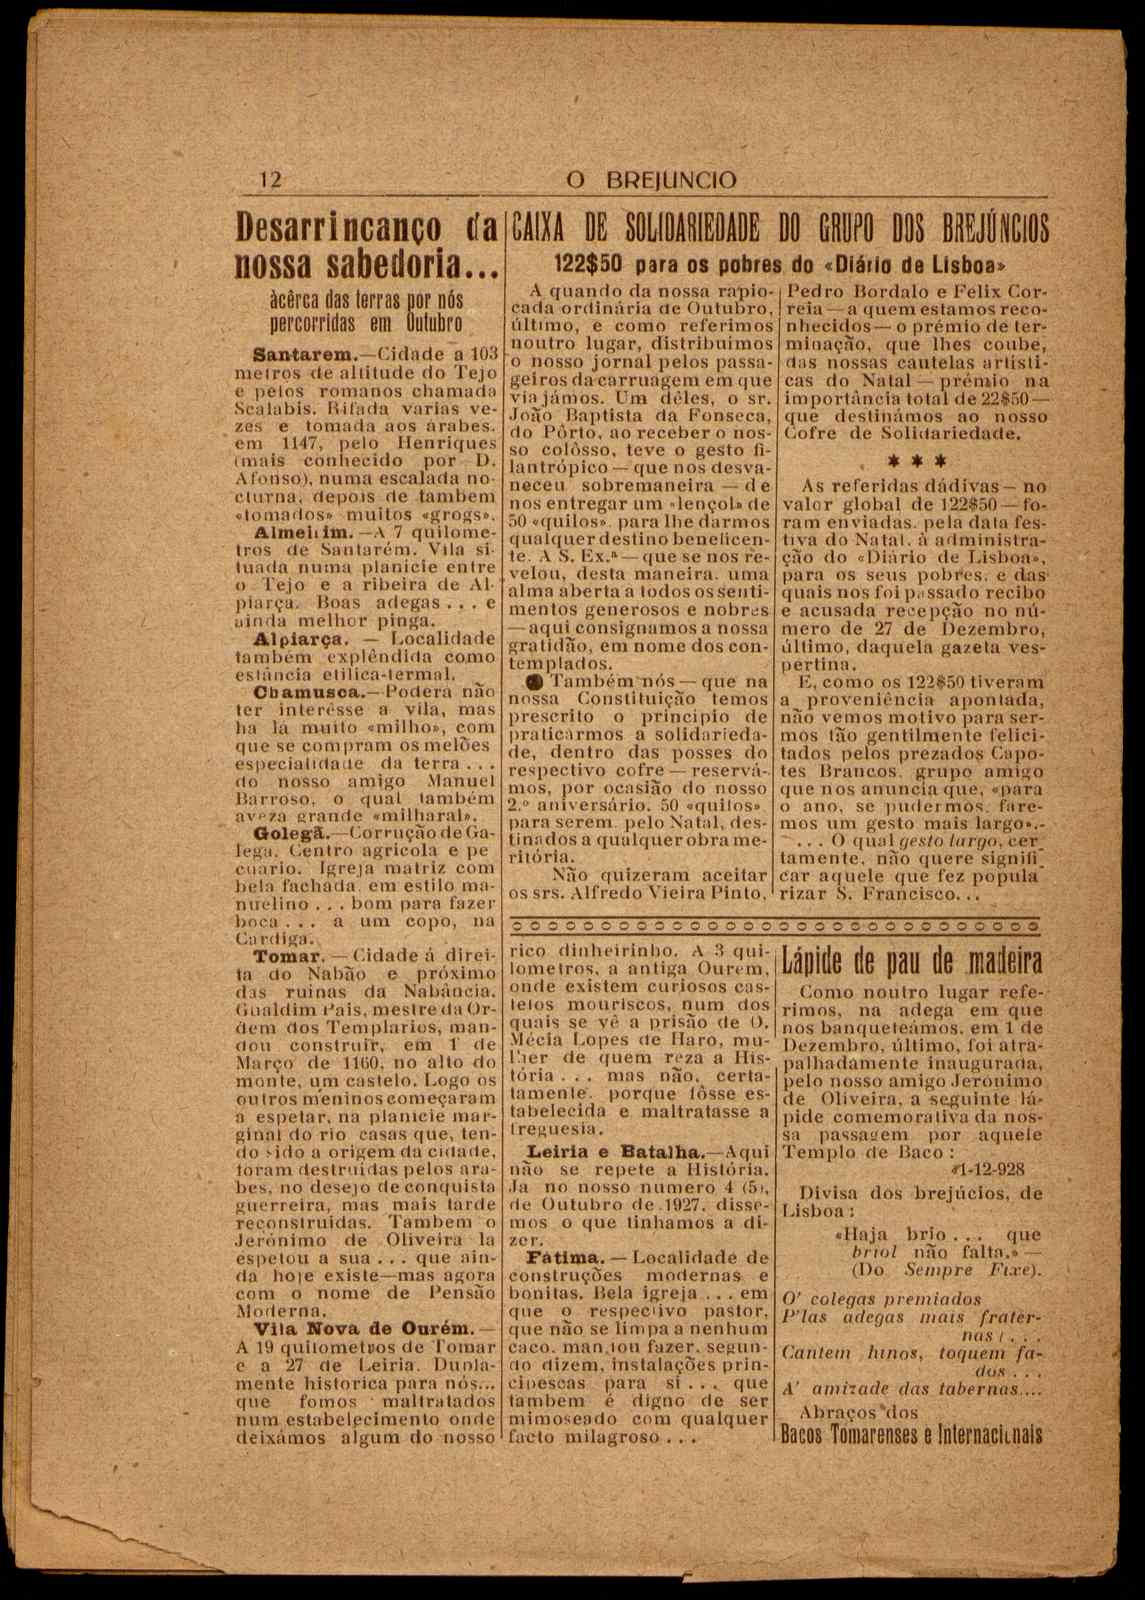 12
O BREJUNCIO
Desarrincanço da
nossa sabedoria...
àcêrca das terras por nós
percorridas em Outubro
Santarem.—Cidade a 103
metros de altitude do Tejo
e pelos romanos chamada
Scalabis. Rifada varias ve-
zes e tomada aos árabes.
em 1147, pelo Henriques
(mais conhecido por D.
Afonso), numa escalada no-
cturna, depois de tambem
«tomados» muitos «grogs».
Almeirim.—A 7 quilome-
tros de Santarém. Vila si-
tuada numa planicie entre
o Tejo e a ribeira de Al-
piarça. Boas adegas... e
ainda melhor pinga.
Alpiarça. — Localidade
também explêndida como
estância etilica-termal.
Chamusca.—Poderá não
ter interêsse a vila, mas
ha lá muito «milho», com
que se compram os melões
especialidade da terra...
do nosso amigo Manuel
Barroso, o qual também
aveza grande «milharal».
Golegã.—Corrução de Ga-
lega. Centro agricola e pe
cuario. Igreja matriz com
bela fachada em estilo ma-
nuelino... bom para fazer
boca... a um copo, na
Cardiga.
Tomar. — Cidade á direi-
ta do Nabão e próximo
das ruinas da Nabância.
Gualdim Pais, mestre da Or-
dem dos Templarios, man-
dou construir, em 1 de
Março de 1160, no alto do
monte, um castelo. Logo os
outros meninos começaram
a espetar, na planicie mar-
ginal do rio casas que, ten-
do sido a origem da cidade,
foram destruidas pelos ara-
bes, no desejo de conquista
guerreira, mas mais tarde
reconstruidas. Tambem o
Jerónimo de Oliveira la
espetou a sua... que ain-
da hoje existe—mas agora
com o nome de Pensão
Moderna.
Vila Nova de Ourém. —
A 19 quilometros de Tomar
e a 27 de Leiria. Dupla-
mente historica para nós...
que fomos maltratados
num estabelecimento onde
deixámos algum do nosso
rico dinheirinho. A 3 qui-
lometros, a antiga Ourem,
onde existem curiosos cas-
telos mouriscos, num dos
quais se vê a prisão de D.
Mécia Lopes de Haro, mu-
lher de quem reza a His-
tória... mas não, certa-
tamente. porque fôsse es-
tabelecida e maltratasse a
freguesia.
Leiria e Batalha.—Aqui
não se repete a História.
Ja no nosso numero 4 (5),
de Outubro de 1927, disse-
mos o que tinhamos a di-
zer.
Fátima. — Localidade de
construções modernas e
bonitas. Bela igreja... em
que o respectivo pastor,
que não se limpa a nenhum
caco, mandou fazer, segun-
do dizem, instalações prin-
cipescas para si... que
tambem é digno de ser
mimoseado com qualquer
facto milagroso...
CAIXA DE SOLIDARIEDADE DO GRUPO DOS BREJÚNCIOS
122$50 para os pobres do «Diário de Lisboa»
A quando da nossa rapio-
cada ordinária de Outubro,
último, e como referimos
noutro lugar, distribuimos
o nosso jornal pelos passa-
geiros da carruagem em que
viajámos. Um dêles, o sr.
João Baptista da Fonseca,
do Pôrto, ao receber o nos-
so colôsso, teve o gesto fi-
lantrópico — que nos desva-
neceu sobremaneira — de
nos entregar um «lençol» de
50 «quilos». para lhe darmos
qualquer destino beneficen-
te. A S. Ex.ª — que se nos re-
velou, desta maneira. uma
alma aberta a todos os senti-
mentos generosos e nobres
—aqui consignamos a nossa
gratidão, em nome dos con-
templados.
● Também nós — que na
nossa Constituição temos
prescrito o principio de
praticarmos a solidarieda-
de, dentro das posses do
respectivo cofre — reservá-
mos, por ocasião do nosso
2.º aniversário, 50 «quilos»
para serem, pelo Natal, des-
tinados a qualquer obra me-
ritória.
Não quizeram aceitar
os srs. Alfredo Vieira Pinto,
Pedro Bordalo e Felix Cor-
reia — a quem estamos reco-
nhecidos — o prémio de ter-
minação, que lhes coube,
das nossas cautelas artisti-
cas do Natal — prémio na
importância total de 22$50—
que destinámos ao nosso
Cofre de Solidariedade.
* * *
As referidas dádivas — no
valor global de 122$50 — fo-
ram enviadas. pela data fes-
tiva do Natal. à administra-
ção do «Diário de Lisboa»,
para os seus pobres. e das
quais nos foi passado recibo
e acusada recepção no nú-
mero de 27 de Dezembro,
último, daquela gazeta ves-
pertina.
E, como os 122$50 tiveram
a proveniência apontada,
não vemos motivo para ser-
mos tão gentilmente felici-
tados pelos prezados Capo-
tes Brancos. grupo amigo
que nos anuncia que, «para
o ano, se pudermos. fare-
mos um gesto mais largo».-
... O qual gesto largo, cer_
tamente, não quere signifi_
car aquele que fez popula
rizar S. Francisco...
Lápide de pau de madeira
Como noutro lugar refe-
rimos, na adega em que
nos banqueteámos, em 1 de
Dezembro, último, foi atra-
palhadamente inaugurada,
pelo nosso amigo Jerónimo
de Oliveira, a seguinte lá-
pide comemorativa da nos-
sa passagem por aquele
Templo de Baco:
«1-12-928
Divisa dos brejúcios, de
Lisboa:
«Haja brio... que
briol não falta.» —
(Do Sempre Fixe).
O' colegas premiados
P'las adegas mais frater-
nas!...
Cantem hinos, toquem fa-
dos...
A' amizade das tabernas....
Abraços dos
Bacos Tomarenses e Internacionais